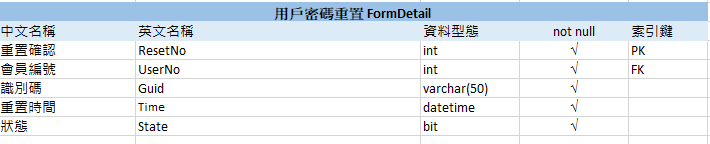 用戶密碼重置 FormDetail
中文名稱 英文名稱 資料型態 not null 索引鍵
重置確認 ResetNo int √ PK
會員編號 UserNo int √ FK
識別碼 Guid varchar(50) √
重置時間 Time datetime √
狀態 State bit √